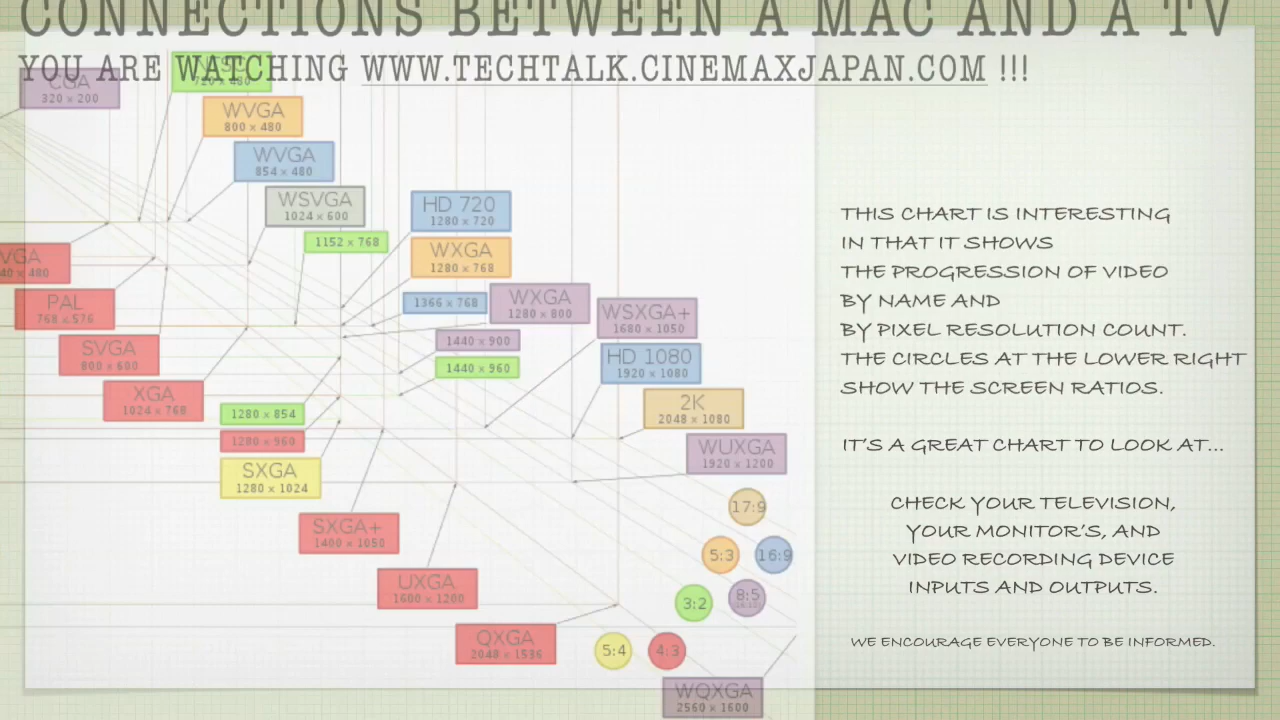 CONNECTIONS BETWEEN A MAC AND A TV
YOU ARE WATCHING WWW.TECHTALK.CINEMAXJAPAN.COM !!!
CGA
320 x 200
720 x 480
WVGA
800 x 480
WVGA
854 x 480
WSVGA
1024 x 600
1152 x 768
HD 720
1280 x 720
WXGA
1280 x 768
1366 x 768
WXGA
1280 x 800
WSXGA+
1680 x 1050
1440 x 900
1440 x 960
HD 1080
1920 x 1080
2K
2048 x 1080
WUXGA
1920 x 1200
VGA
40 x 480
PAL
768 x 576
SVGA
800 x 600
XGA
1024 x 768
1280 x 854
1280 x 960
SXGA
1280 x 1024
SXGA+
1400 x 1050
UXGA
1600 x 1200
QXGA
2048 x 1536
WQXGA
2560 x 1600
17:9
5:3
16:9
3:2
8:5
5:4
4:3
THIS CHART IS INTERESTING
IN THAT IT SHOWS
THE PROGRESSION OF VIDEO
BY NAME AND
BY PIXEL RESOLUTION COUNT.
THE CIRCLES AT THE LOWER RIGHT
SHOW THE SCREEN RATIOS.
IT'S A GREAT CHART TO LOOK AT...
CHECK YOUR TELEVISION,
YOUR MONITOR'S, AND
VIDEO RECORDING DEVICE
INPUTS AND OUTPUTS.
WE ENCOURAGE EVERYONE TO BE INFORMED.